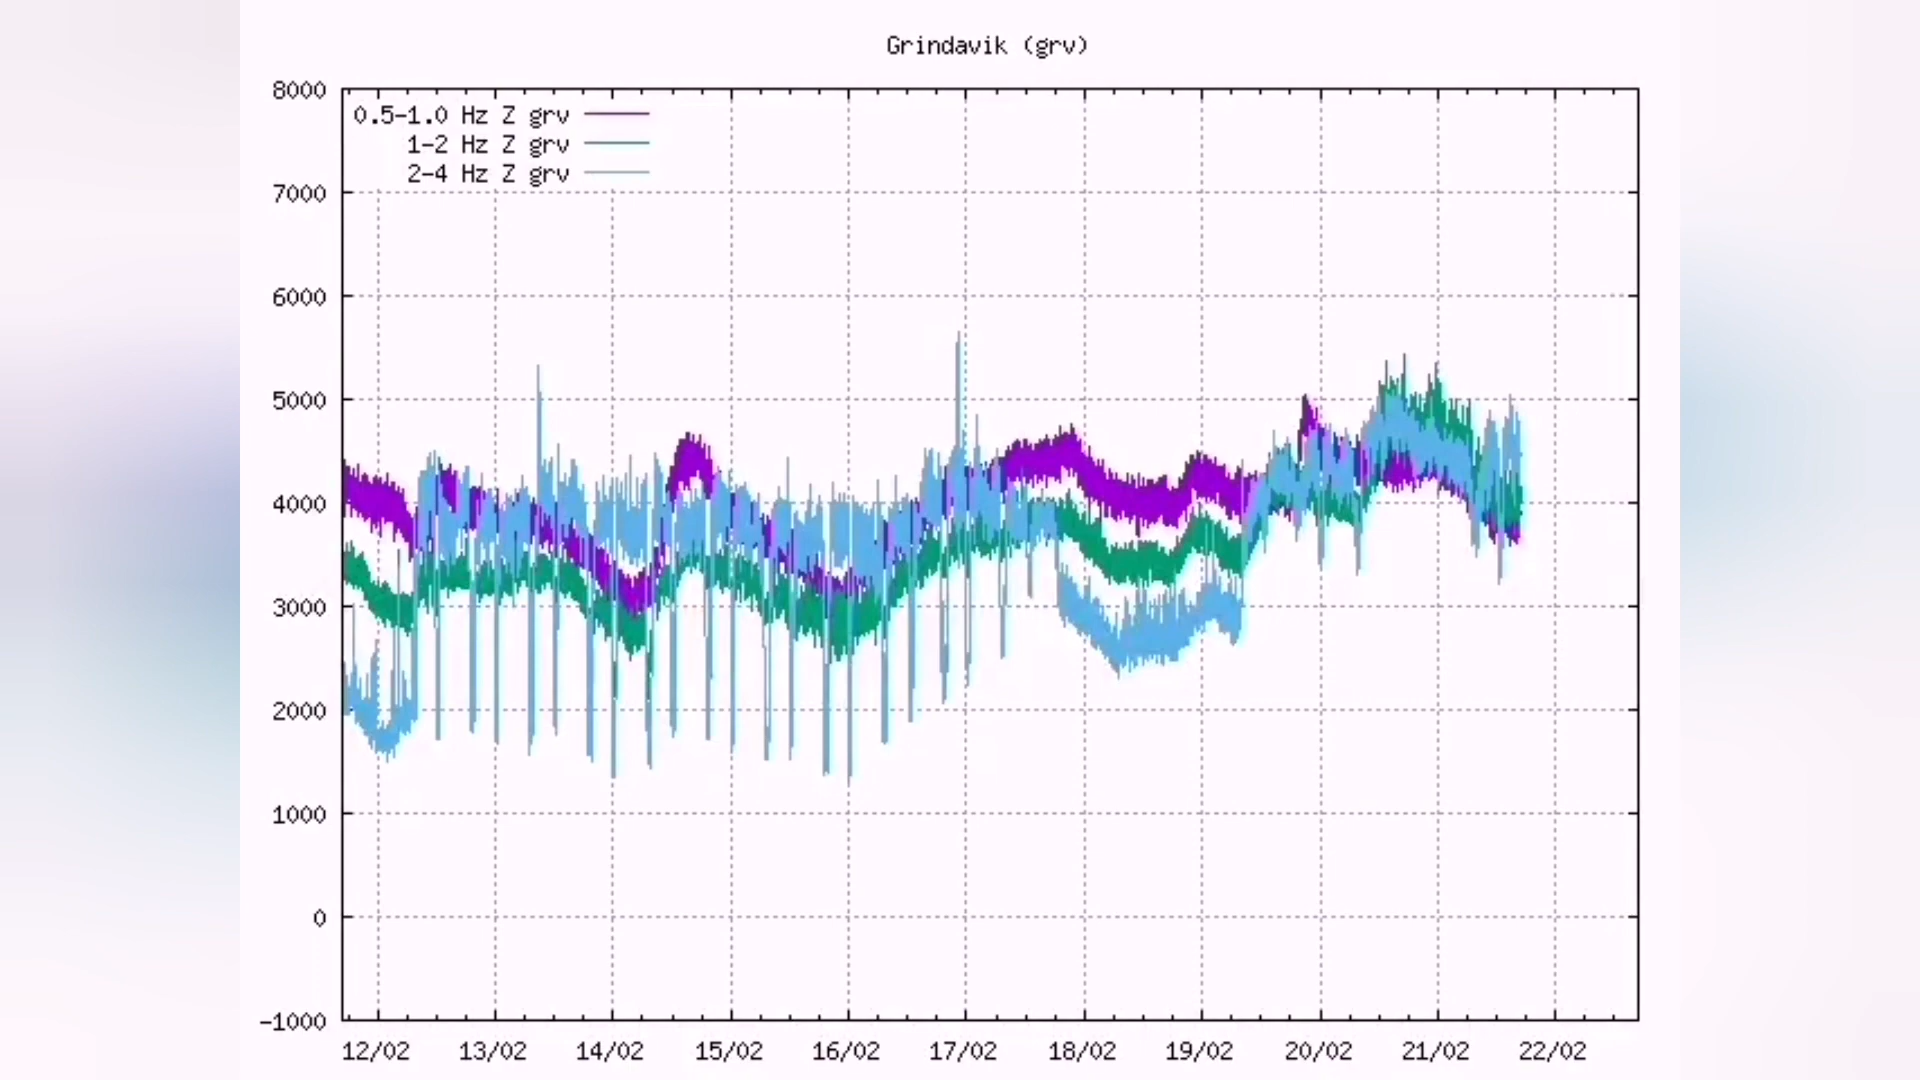 Grindavik (grv)
8000
0.5-1.0 Hz Z grv
1-2 Hz Z grv
2-4 Hz Z grv
7000
6000
5000
4000
3000
2000
1000
0
-1000
12/02 13/02 14/02 15/02 16/02 17/02 18/02 19/02 20/02 21/02 22/02